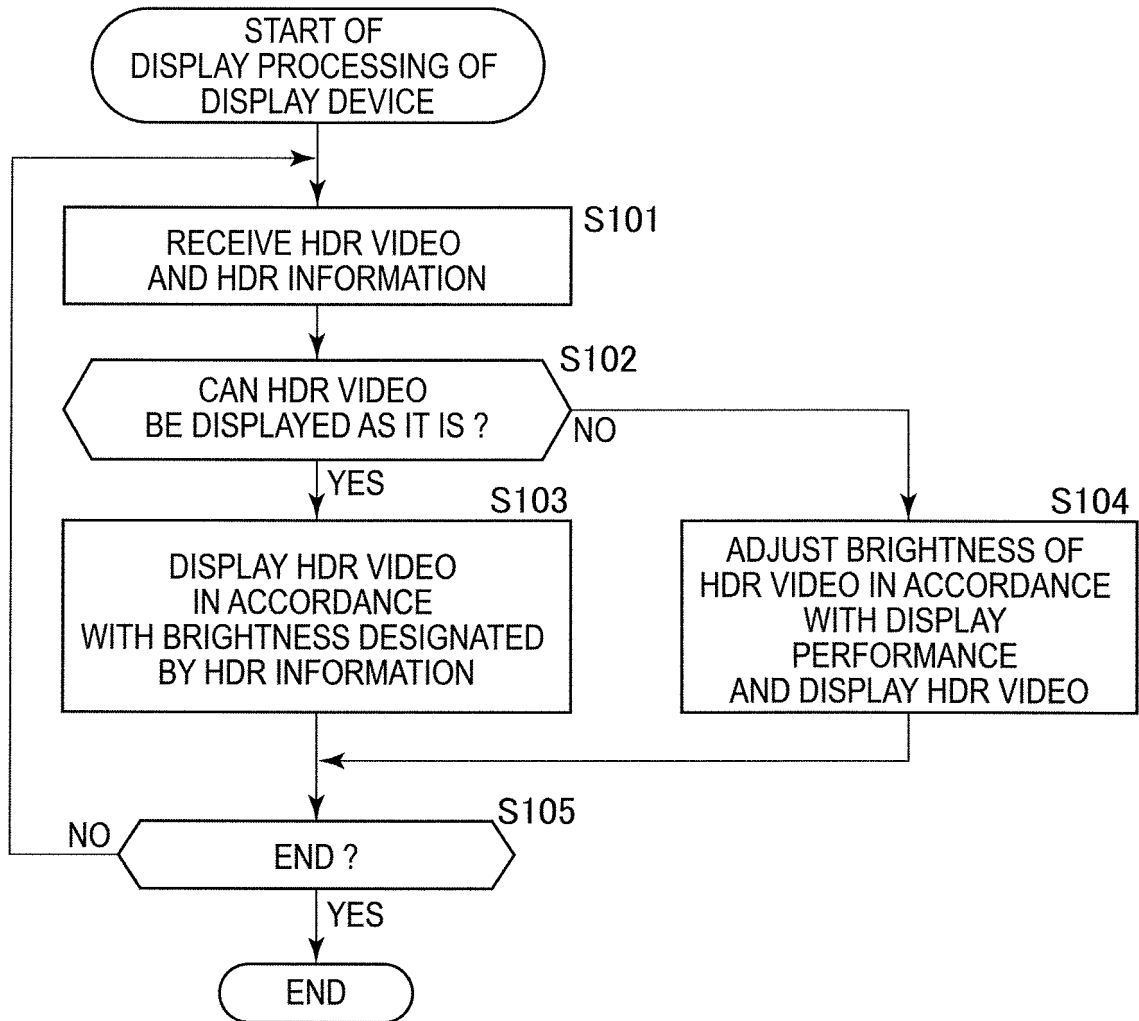 START OF
DISPLAY PROCESSING OF
DISPLAY DEVICE
S101
RECEIVE HDR VIDEO
AND HDR INFORMATION
S102
CAN HDR VIDEO
BE DISPLAYED AS IT IS ?
NO
YES
S103
DISPLAY HDR VIDEO
IN ACCORDANCE
WITH BRIGHTNESS DESIGNATED
BY HDR INFORMATION
S104
ADJUST BRIGHTNESS OF
HDR VIDEO IN ACCORDANCE
WITH DISPLAY
PERFORMANCE
AND DISPLAY HDR VIDEO
S105
NO
END ?
YES
END